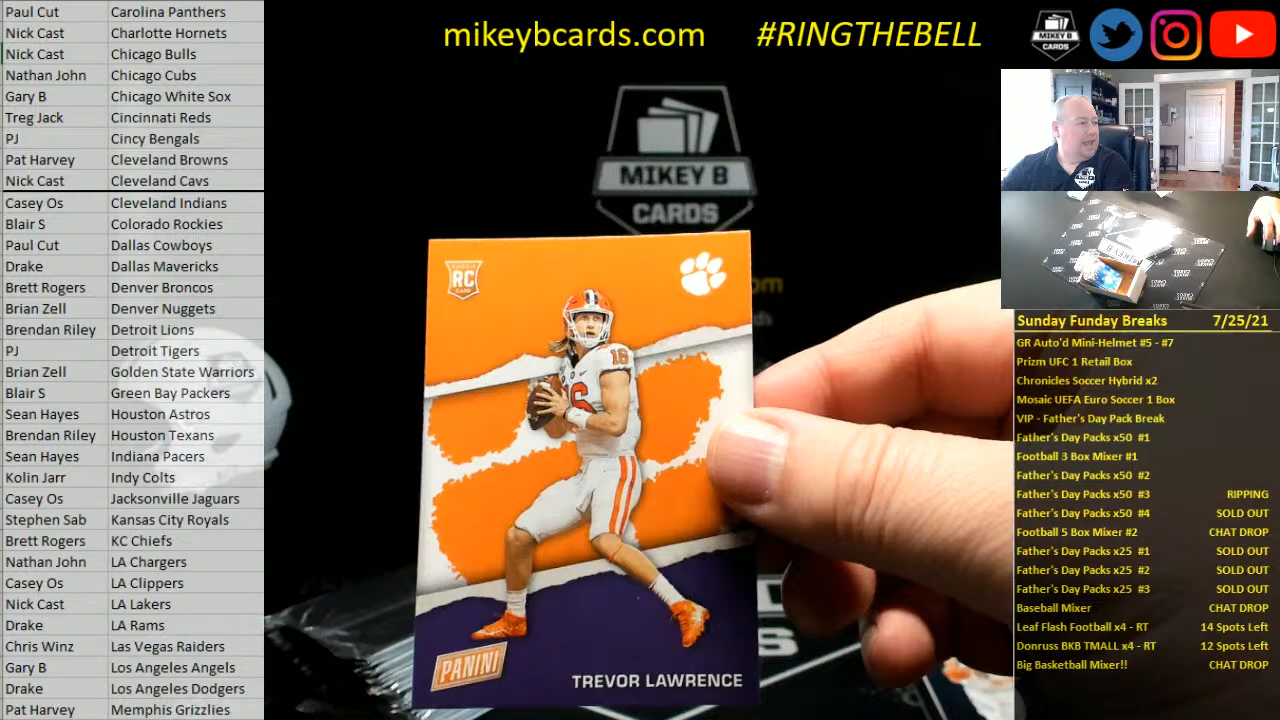 Paul Cut Carolina Panthers
Nick Cast Charlotte Hornets
Nick Cast Chicago Bulls
Nathan John Chicago Cubs
Gary B Chicago White Sox
Treg Jack Cincinnati Reds
PJ Cincy Bengals
Pat Harvey Cleveland Browns
Nick Cast Cleveland Cavs
Casey Os Cleveland Indians
Blair S Colorado Rockies
Paul Cut Dallas Cowboys
Drake Dallas Mavericks
Brett Rogers Denver Broncos
Brian Zell Denver Nuggets
Brendan Riley Detroit Lions
PJ Detroit Tigers
Brian Zell Golden State Warriors
Blair S Green Bay Packers
Sean Hayes Houston Astros
Brendan Riley Houston Texans
Sean Hayes Indiana Pacers
Kolin Jarr Indy Colts
Casey Os Jacksonville Jaguars
Stephen Sab Kansas City Royals
Brett Rogers KC Chiefs
Nathan John LA Chargers
Casey Os LA Clippers
Nick Cast LA Lakers
Drake LA Rams
Chris Winz Las Vegas Raiders
Gary B Los Angeles Angels
Drake Los Angeles Dodgers
Pat Harvey Memphis Grizzlies
mikeybcards.com #RINGTHEBELL
MIKEY B
CARDS
MIKEY B
CARDS
RC
16
16
PANINI
TREVOR LAWRENCE
Sunday Funday Breaks 7/25/21
GR Auto'd Mini-Helmet #5 - #7
Prizm UFC 1 Retail Box
Chronicles Soccer Hybrid x2
Mosaic UEFA Euro Soccer 1 Box
VIP - Father's Day Pack Break
Father's Day Packs x50 #1
Football 3 Box Mixer #1
Father's Day Packs x50 #2
Father's Day Packs x50 #3 RIPPING
Father's Day Packs x50 #4 SOLD OUT
Football 5 Box Mixer #2 CHAT DROP
Father's Day Packs x25 #1 SOLD OUT
Father's Day Packs x25 #2 SOLD OUT
Father's Day Packs x25 #3 SOLD OUT
Baseball Mixer CHAT DROP
Leaf Flash Football x4 - RT 14 Spots Left
Donruss BKB TMALL x4 - RT 12 Spots Left
Big Basketball Mixer!! CHAT DROP